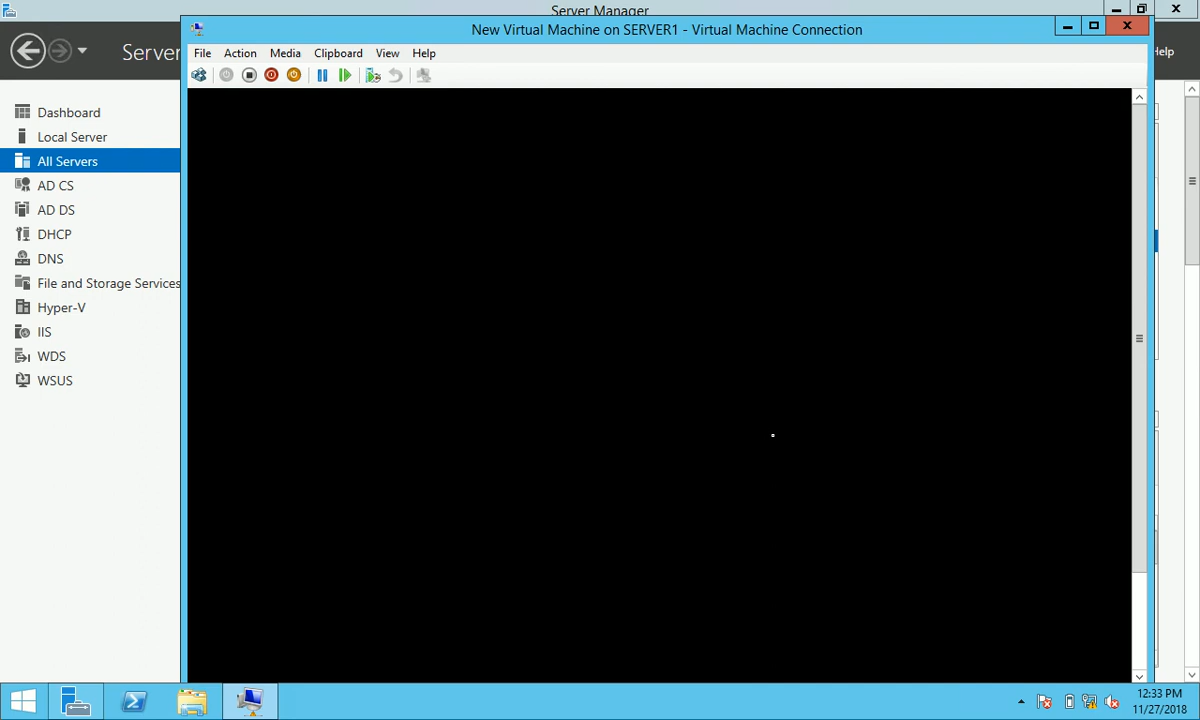 Server Manager
New Virtual Machine on SERVER1 - Virtual Machine Connection
Server
Help
File Action Media Clipboard View Help
Dashboard
Local Server
All Servers
AD CS
AD DS
DHCP
DNS
File and Storage Services
Hyper-V
IIS
WDS
WSUS
12:33 PM
11/27/2018